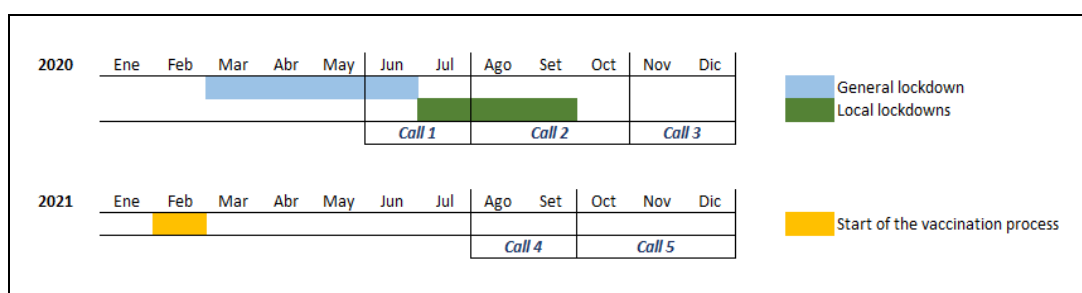 2020 Ene Feb Mar Abr May Jun Jul Ago Set Oct Nov Dic
General lockdown
Local lockdowns
Call 1 Call 2 Call 3
2021 Ene Feb Mar Abr May Jun Jul Ago Set Oct Nov Dic
Start of the vaccination process
Call 4 Call 5